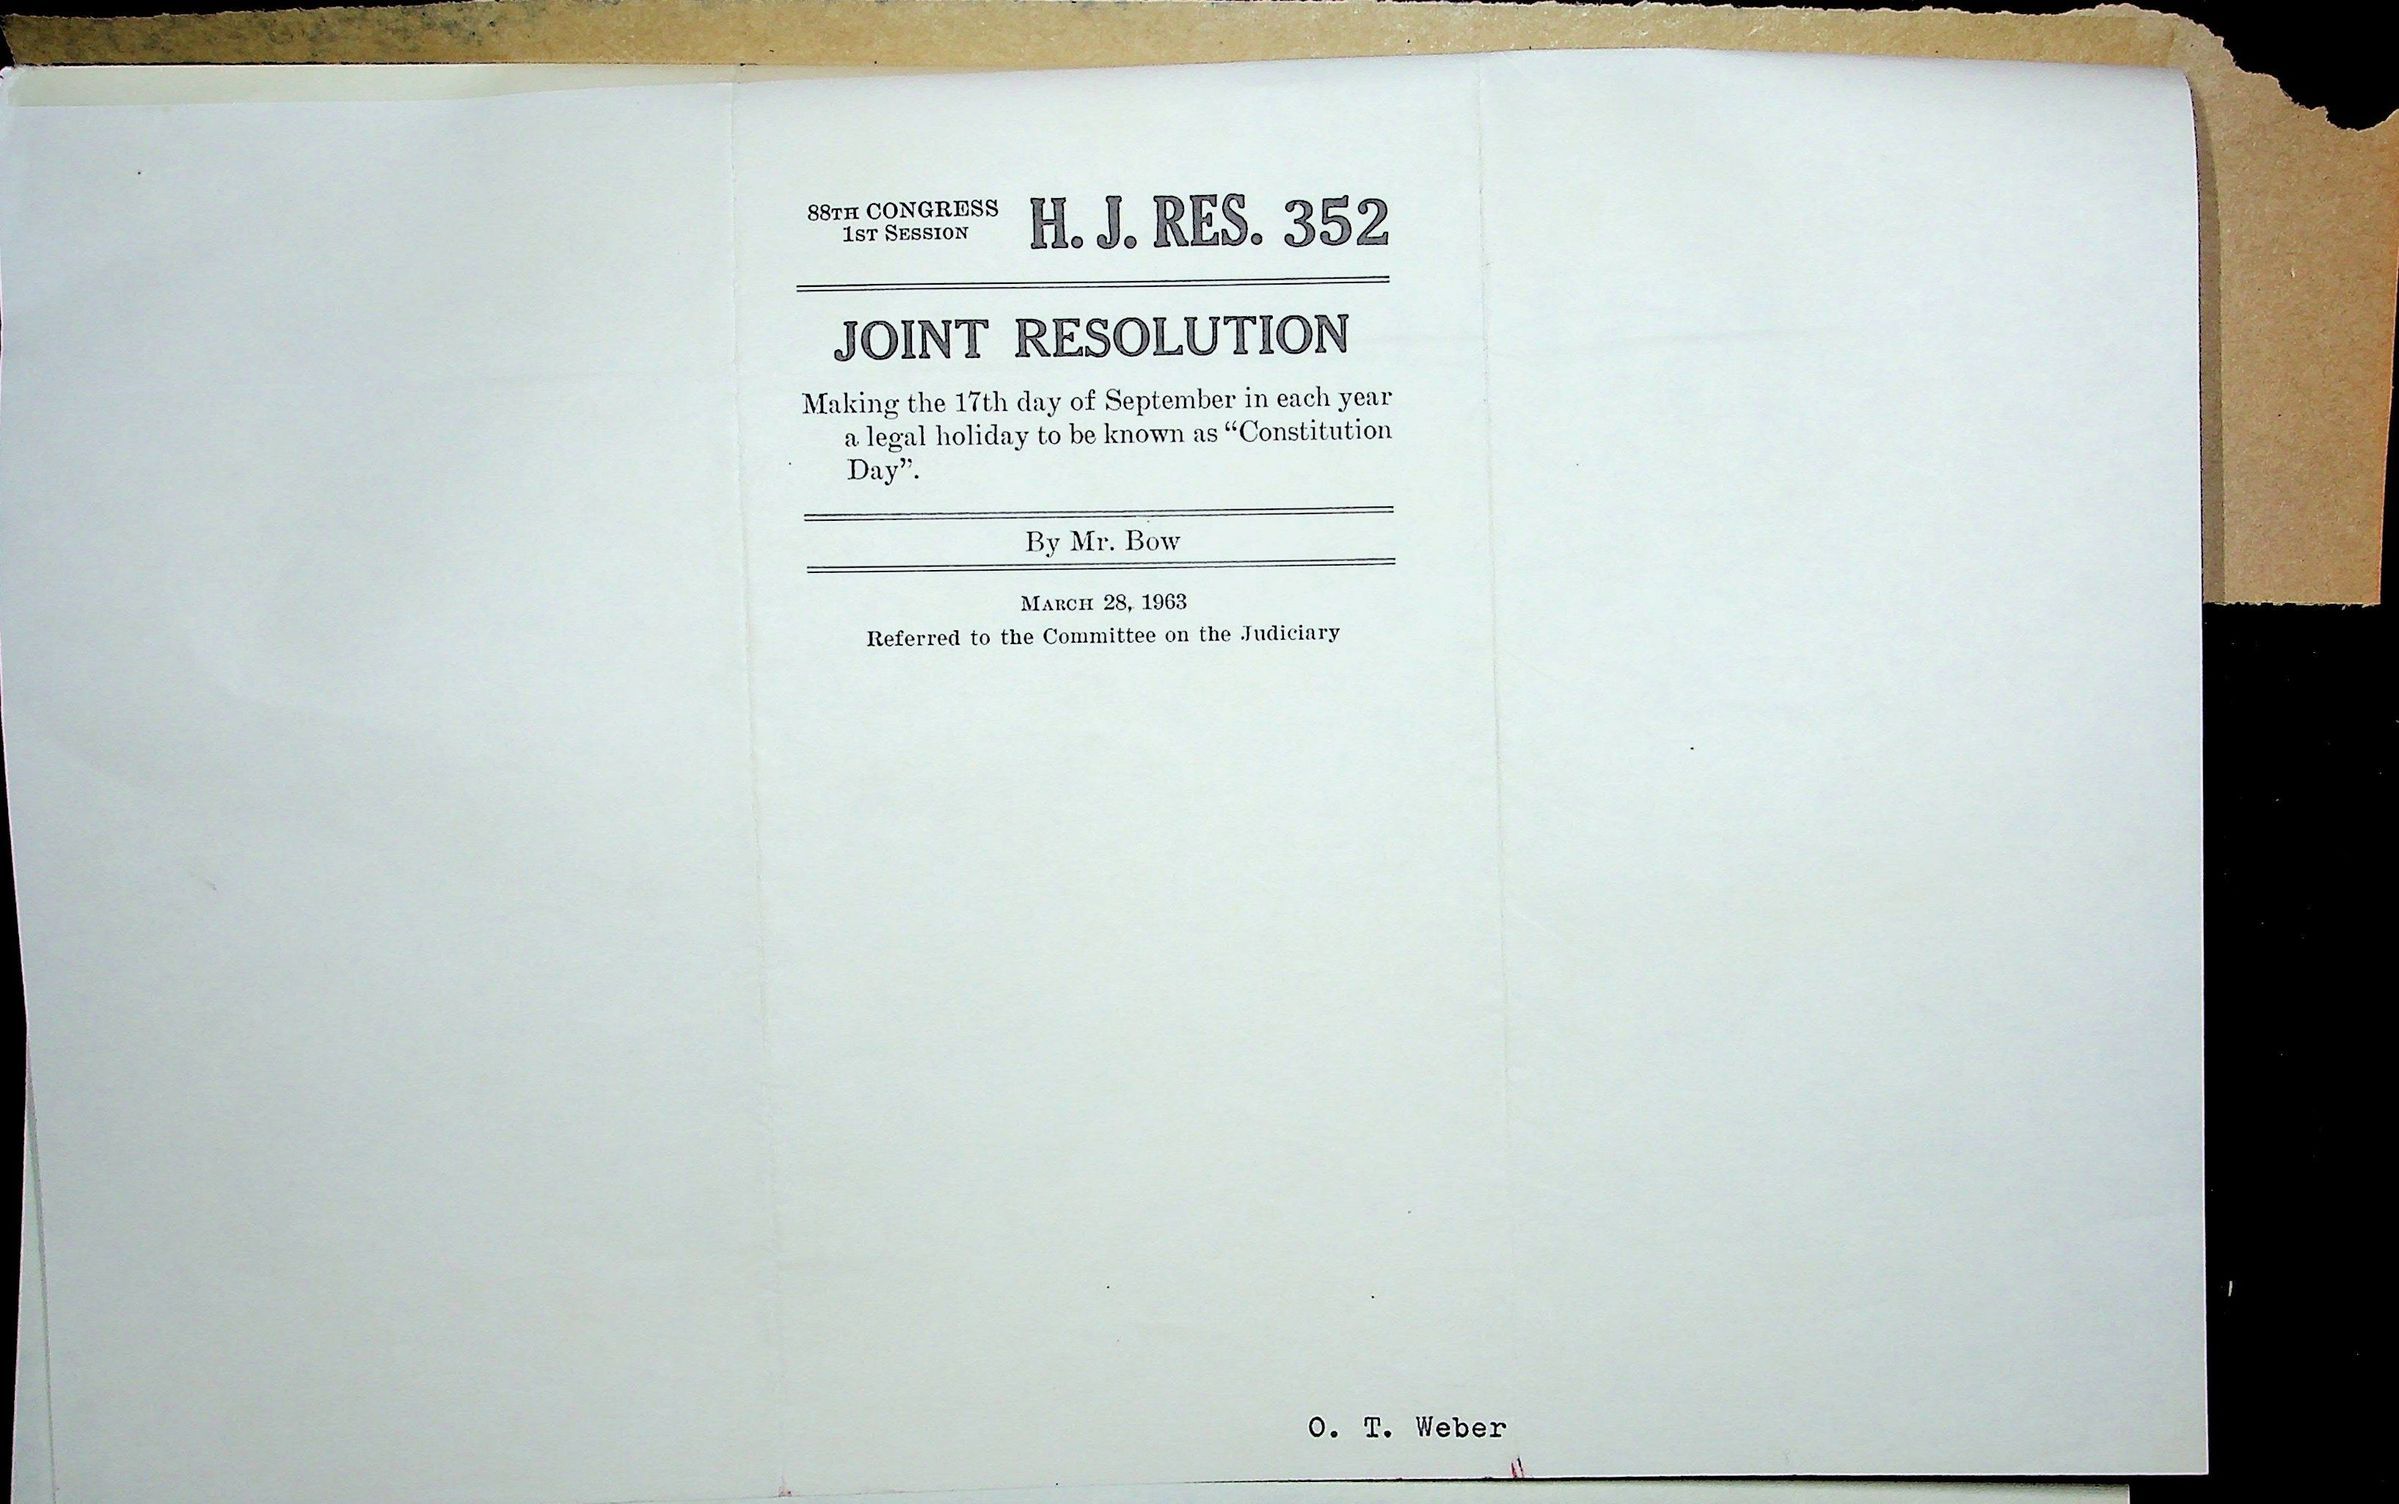 88TH CONGRESS
1ST SESSION
H. J. RES. 352
JOINT RESOLUTION
Making the 17th day of September in each year
a legal holiday to be known as “Constitution
Day”.
By Mr. Bow
MARCH 28, 1963
Referred to the Committee on the Judiciary
O. T. Weber